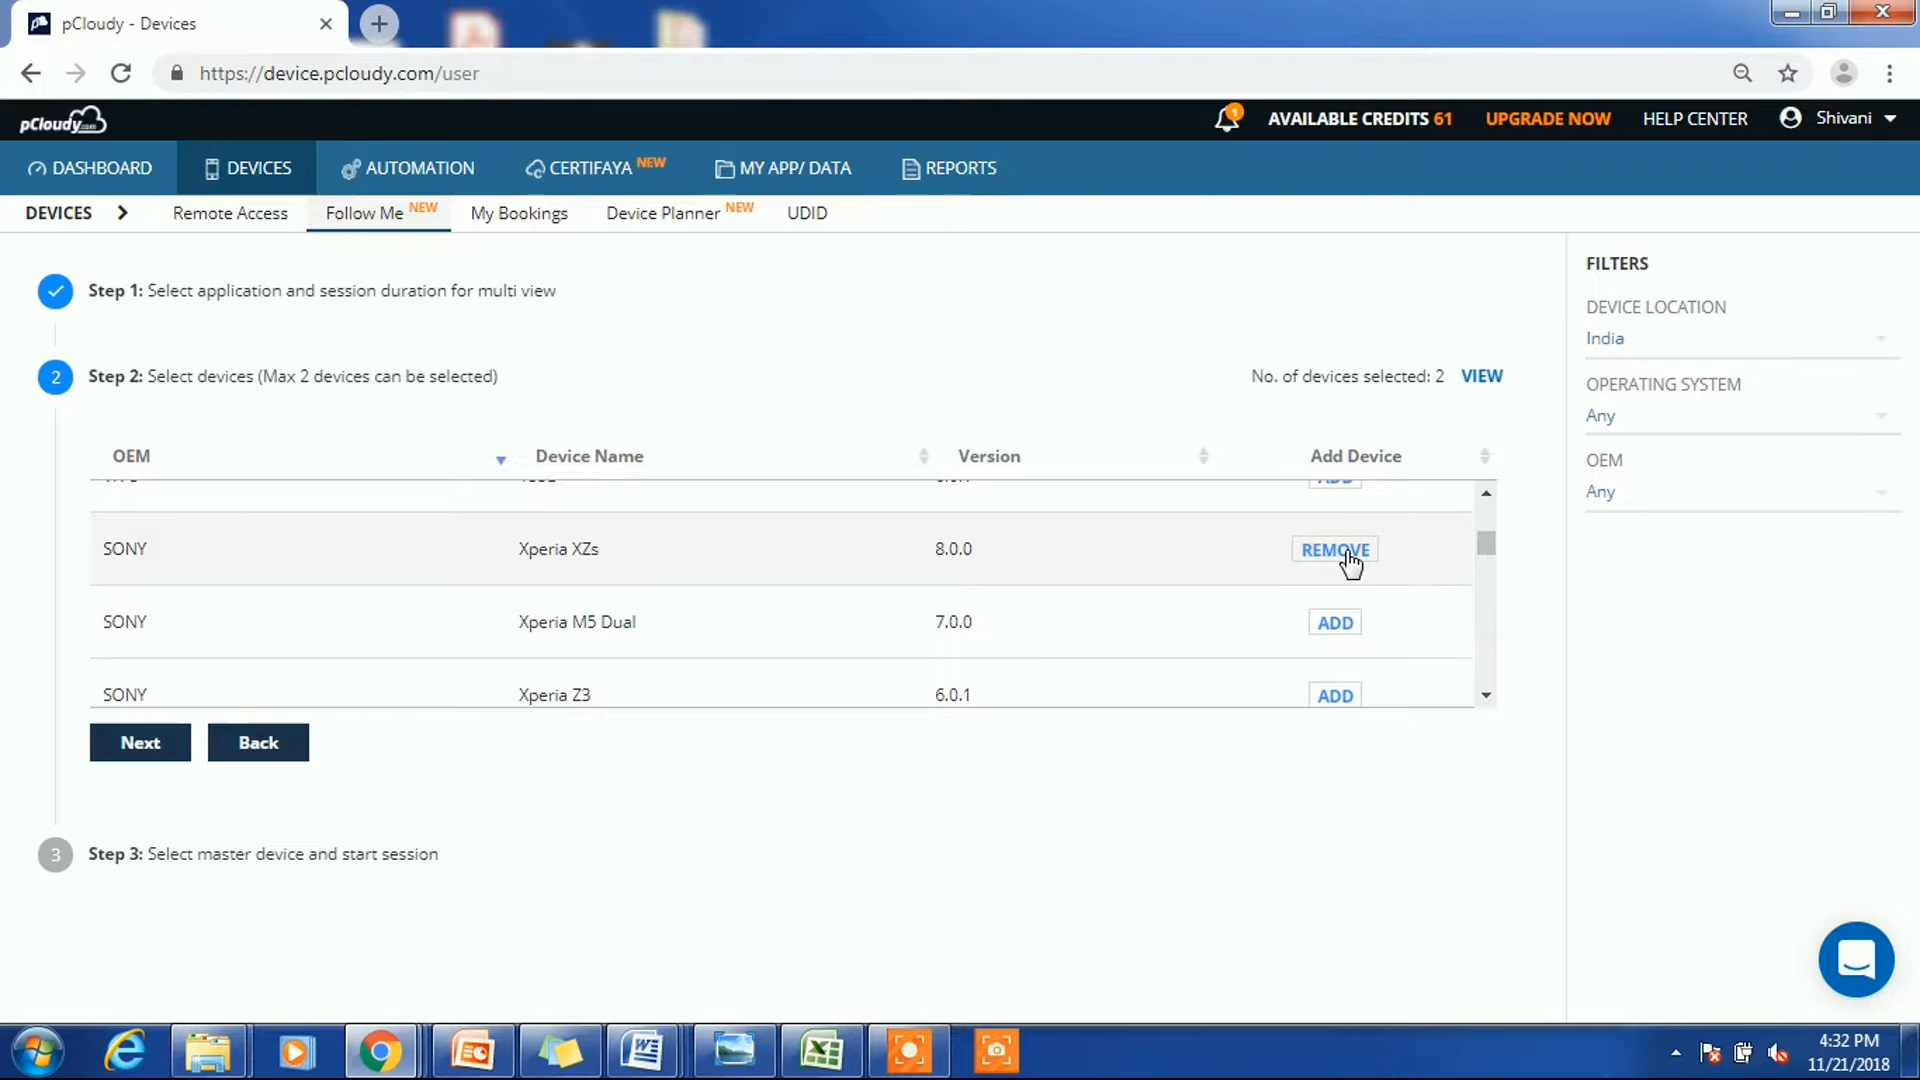 pCloudy - Devices
https://device.pcloudy.com/user
pCloudy.com
1
AVAILABLE CREDITS 61
UPGRADE NOW
HELP CENTER
Shivani
DASHBOARD
DEVICES
AUTOMATION
CERTIFAYA NEW
MY APP/ DATA
REPORTS
DEVICES
Remote Access
Follow Me NEW
My Bookings
Device Planner NEW
UDID
Step 1: Select application and session duration for multi view
2
Step 2: Select devices (Max 2 devices can be selected)
No. of devices selected: 2 VIEW
OEM
Device Name
Version
Add Device
ADD
SONY
Xperia XZs
8.0.0
REMOVE
SONY
Xperia M5 Dual
7.0.0
ADD
SONY
Xperia Z3
6.0.1
ADD
Next
Back
3
Step 3: Select master device and start session
FILTERS
DEVICE LOCATION
India
OPERATING SYSTEM
Any
OEM
Any
4:32 PM
11/21/2018